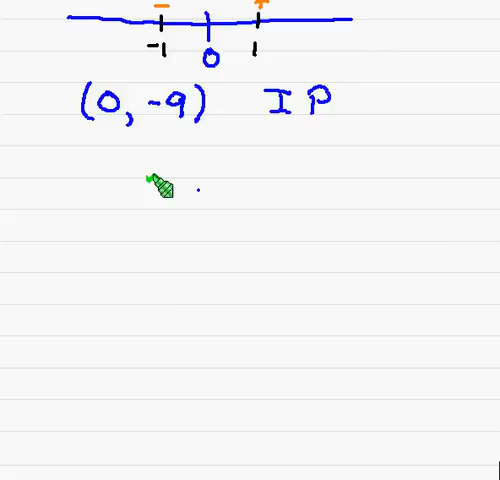 − +
-1 0 1
(0, -9) IP